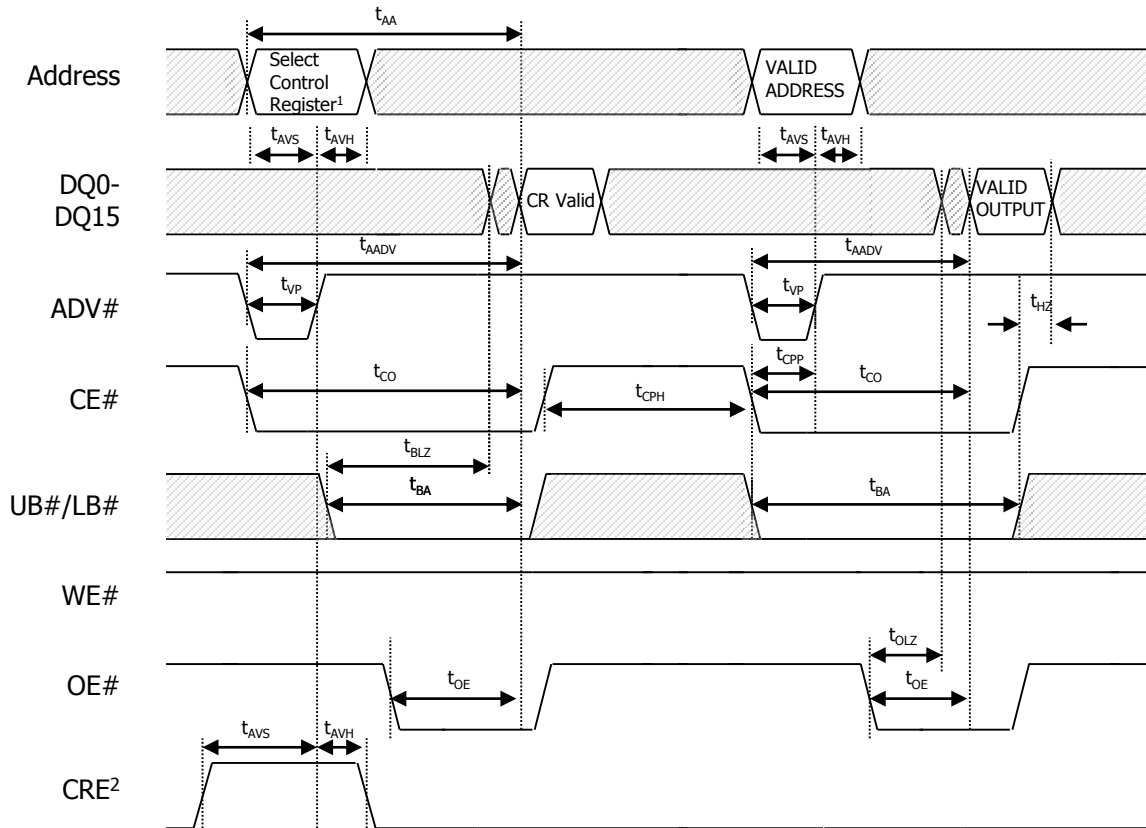 tAA
Address
Select
Control
Register1
VALID
ADDRESS
tAVS tAVH tAVS tAVH
DQ0-
DQ15
CR Valid
VALID
OUTPUT
tAADV tAADV
ADV#
tVP tVP tHZ
tCPP
CE#
tCO tCPH tCO
tBLZ
UB#/LB#
tBA tBA
WE#
tOLZ
OE#
tOE tOE
tAVS tAVH
CRE2